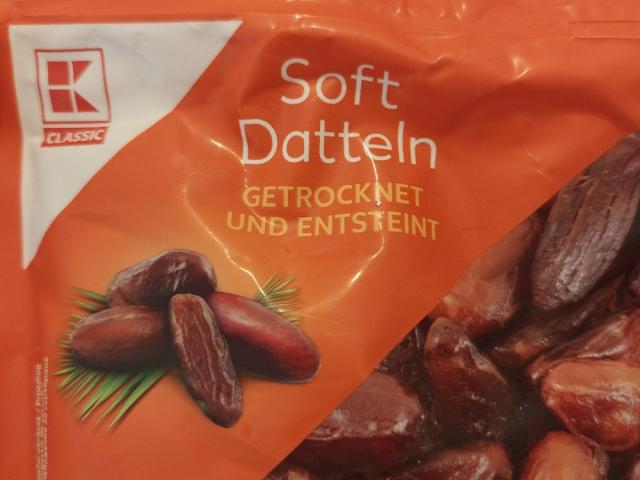 K
CLASSIC
Soft
Datteln
GETROCKNET
UND ENTSTEINT